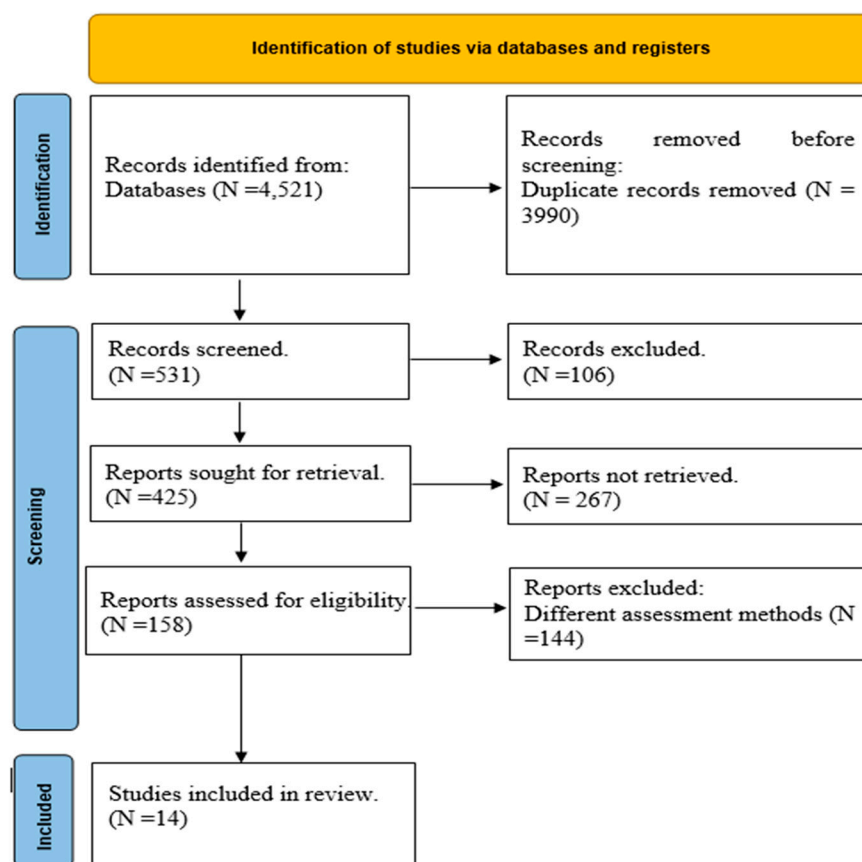 Identification of studies via databases and registers
Identification
Records identified from:
Databases (N =4,521)
Records removed before
screening:
Duplicate records removed (N =
3990)
Screening
Records screened.
(N =531)
Records excluded.
(N =106)
Reports sought for retrieval.
(N =425)
Reports not retrieved.
(N = 267)
Reports assessed for eligibility.
(N =158)
Reports excluded:
Different assessment methods (N
=144)
Included
Studies included in review.
(N =14)